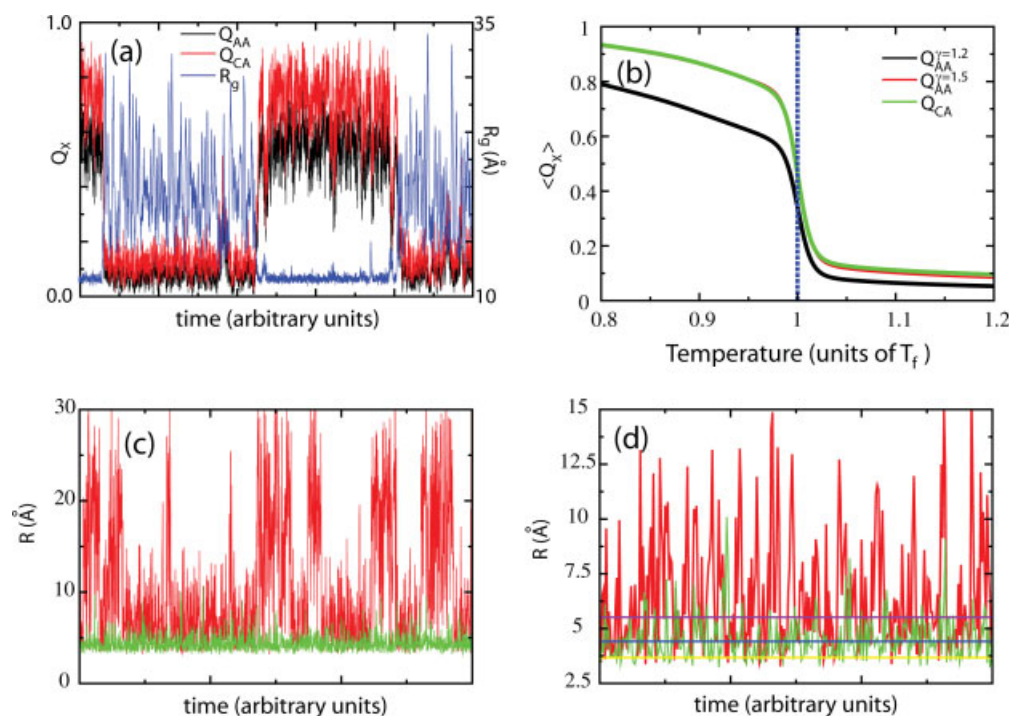 1.0
(a)
Q_AA
Q_CA
R_g
35
Q_x
R_g (Å)
0.0
10
time (arbitrary units)
1
0.8
0.6
0.4
0.2
0
(b)
Q_AA^γ=1.2
Q_AA^γ=1.5
Q_CA
<Q_x>
0.8 0.9 1 1.1 1.2
Temperature (units of T_f )
30
20
10
0
(c)
R (Å)
time (arbitrary units)
15
12.5
10
7.5
5
2.5
(d)
R (Å)
time (arbitrary units)